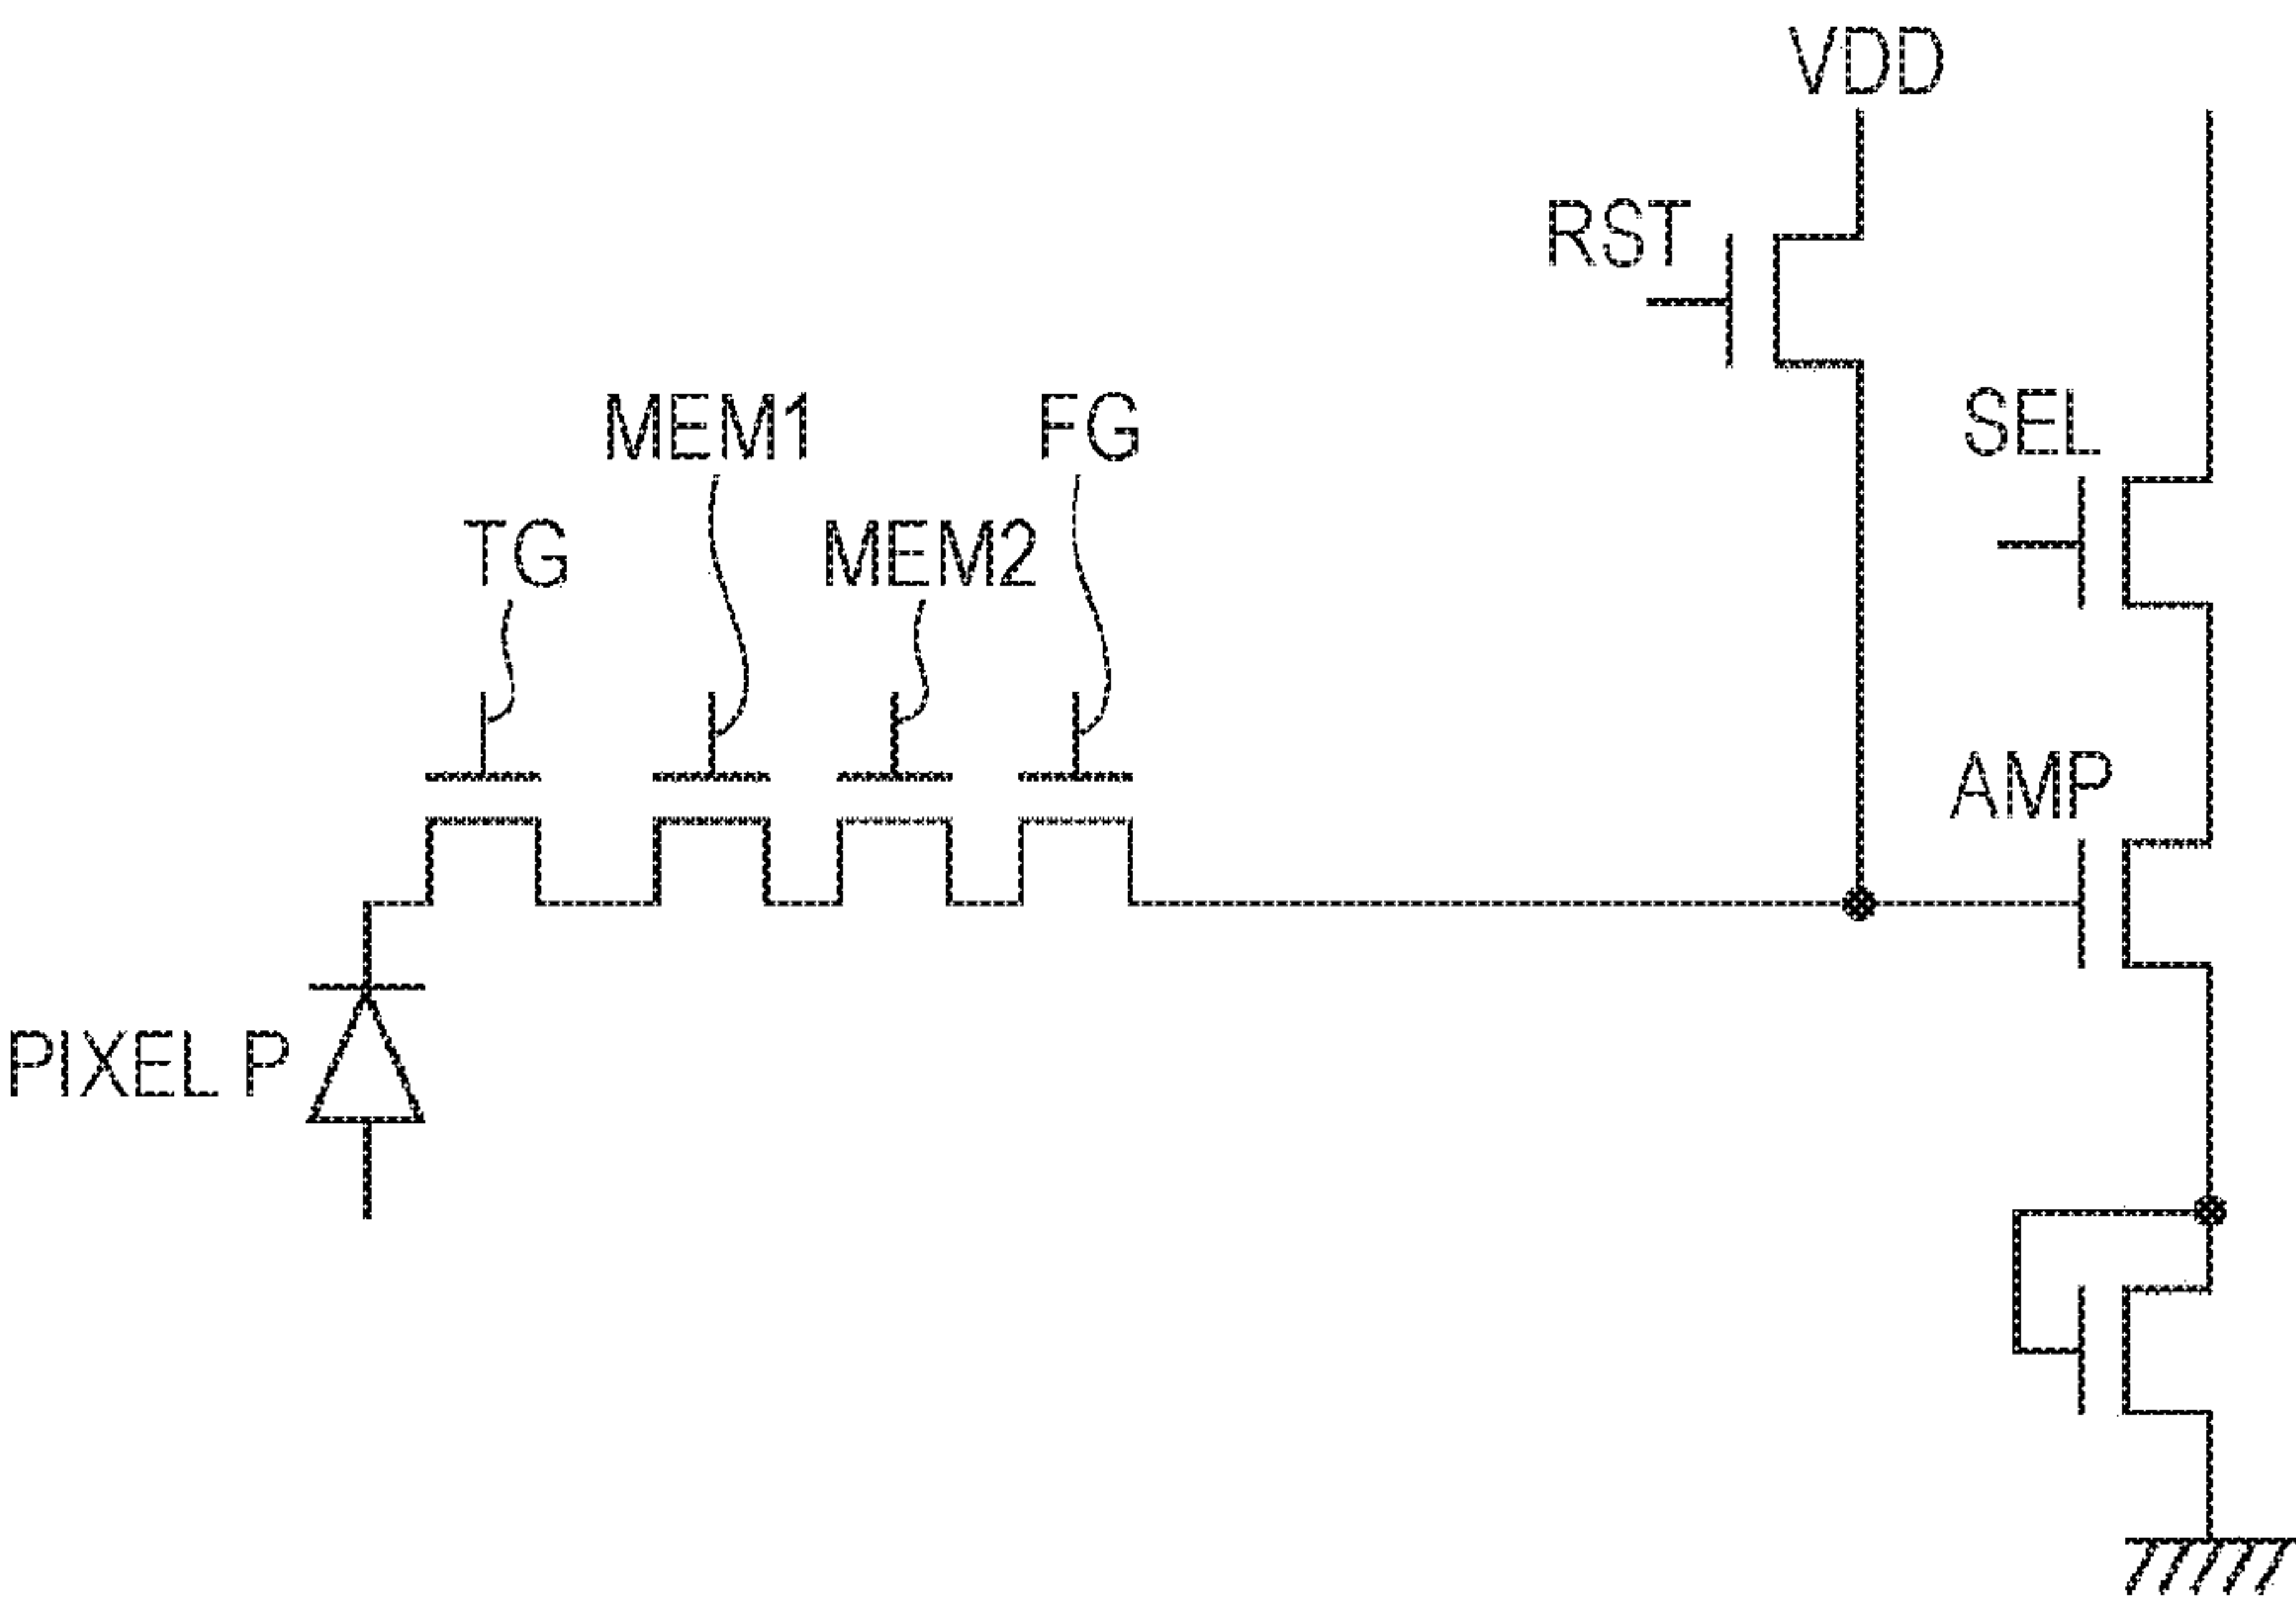 VDD
RST
SEL
MEM1
FG
TG
MEM2
AMP
PIXEL P